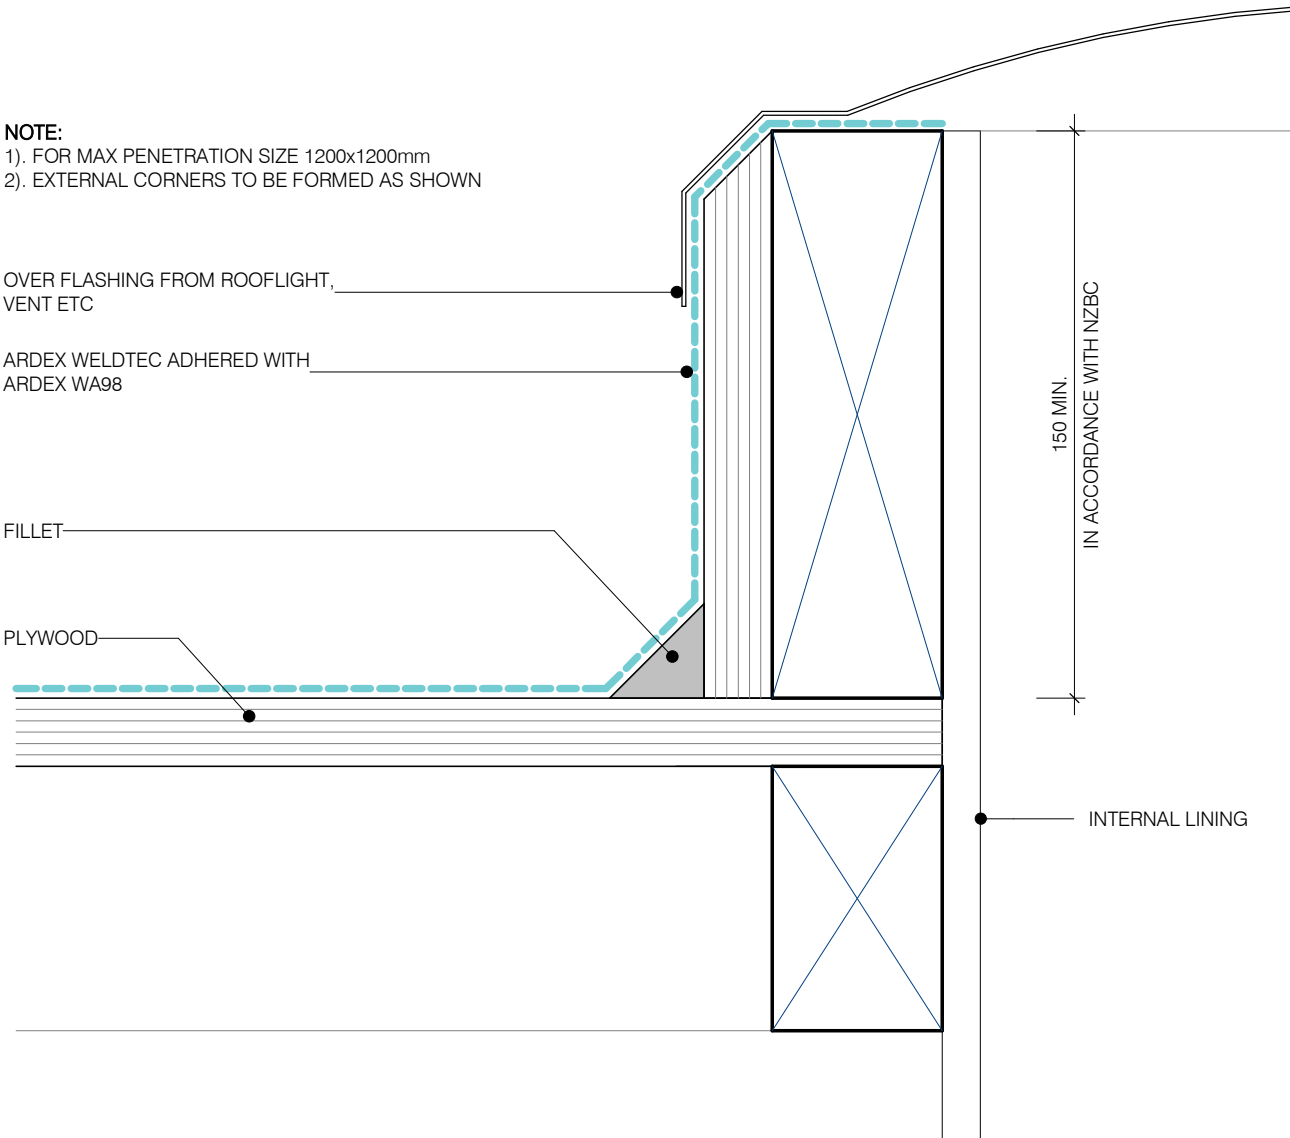 NOTE:
1). FOR MAX PENETRATION SIZE 1200x1200mm
2). EXTERNAL CORNERS TO BE FORMED AS SHOWN
OVER FLASHING FROM ROOFLIGHT,
VENT ETC
ARDEX WELDTEC ADHERED WITH
ARDEX WA98
FILLET
PLYWOOD
150 MIN.
IN ACCORDANCE WITH NZBC
INTERNAL LINING